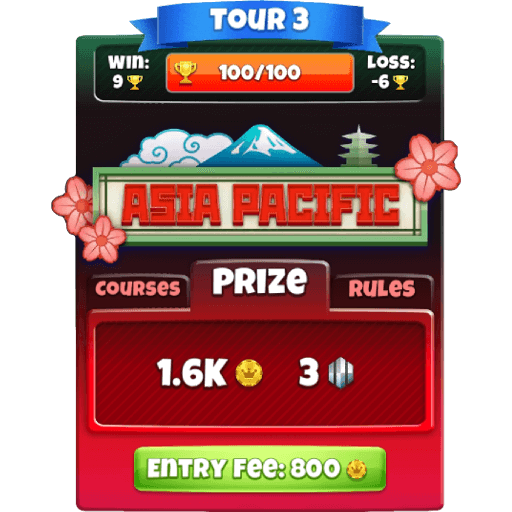 TOUR 3
WIN: 9
100/100
LOSS: -6
ASIA PACIFIC
COURSES
PRIZE
RULES
1.6K 3
ENTRY FEE: 800